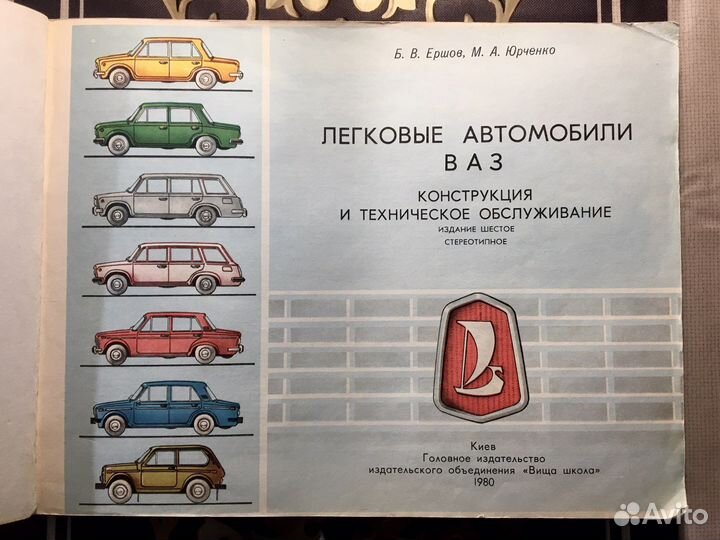 Б. В. Ершов, М. А. Юрченко
ЛЕГКОВЫЕ АВТОМОБИЛИ
ВАЗ
КОНСТРУКЦИЯ
И ТЕХНИЧЕСКОЕ ОБСЛУЖИВАНИЕ
ИЗДАНИЕ ШЕСТОЕ
СТЕРЕОТИПНОЕ
Киев
Головное издательство
издательского объединения «Вища школа»
1980
Avito